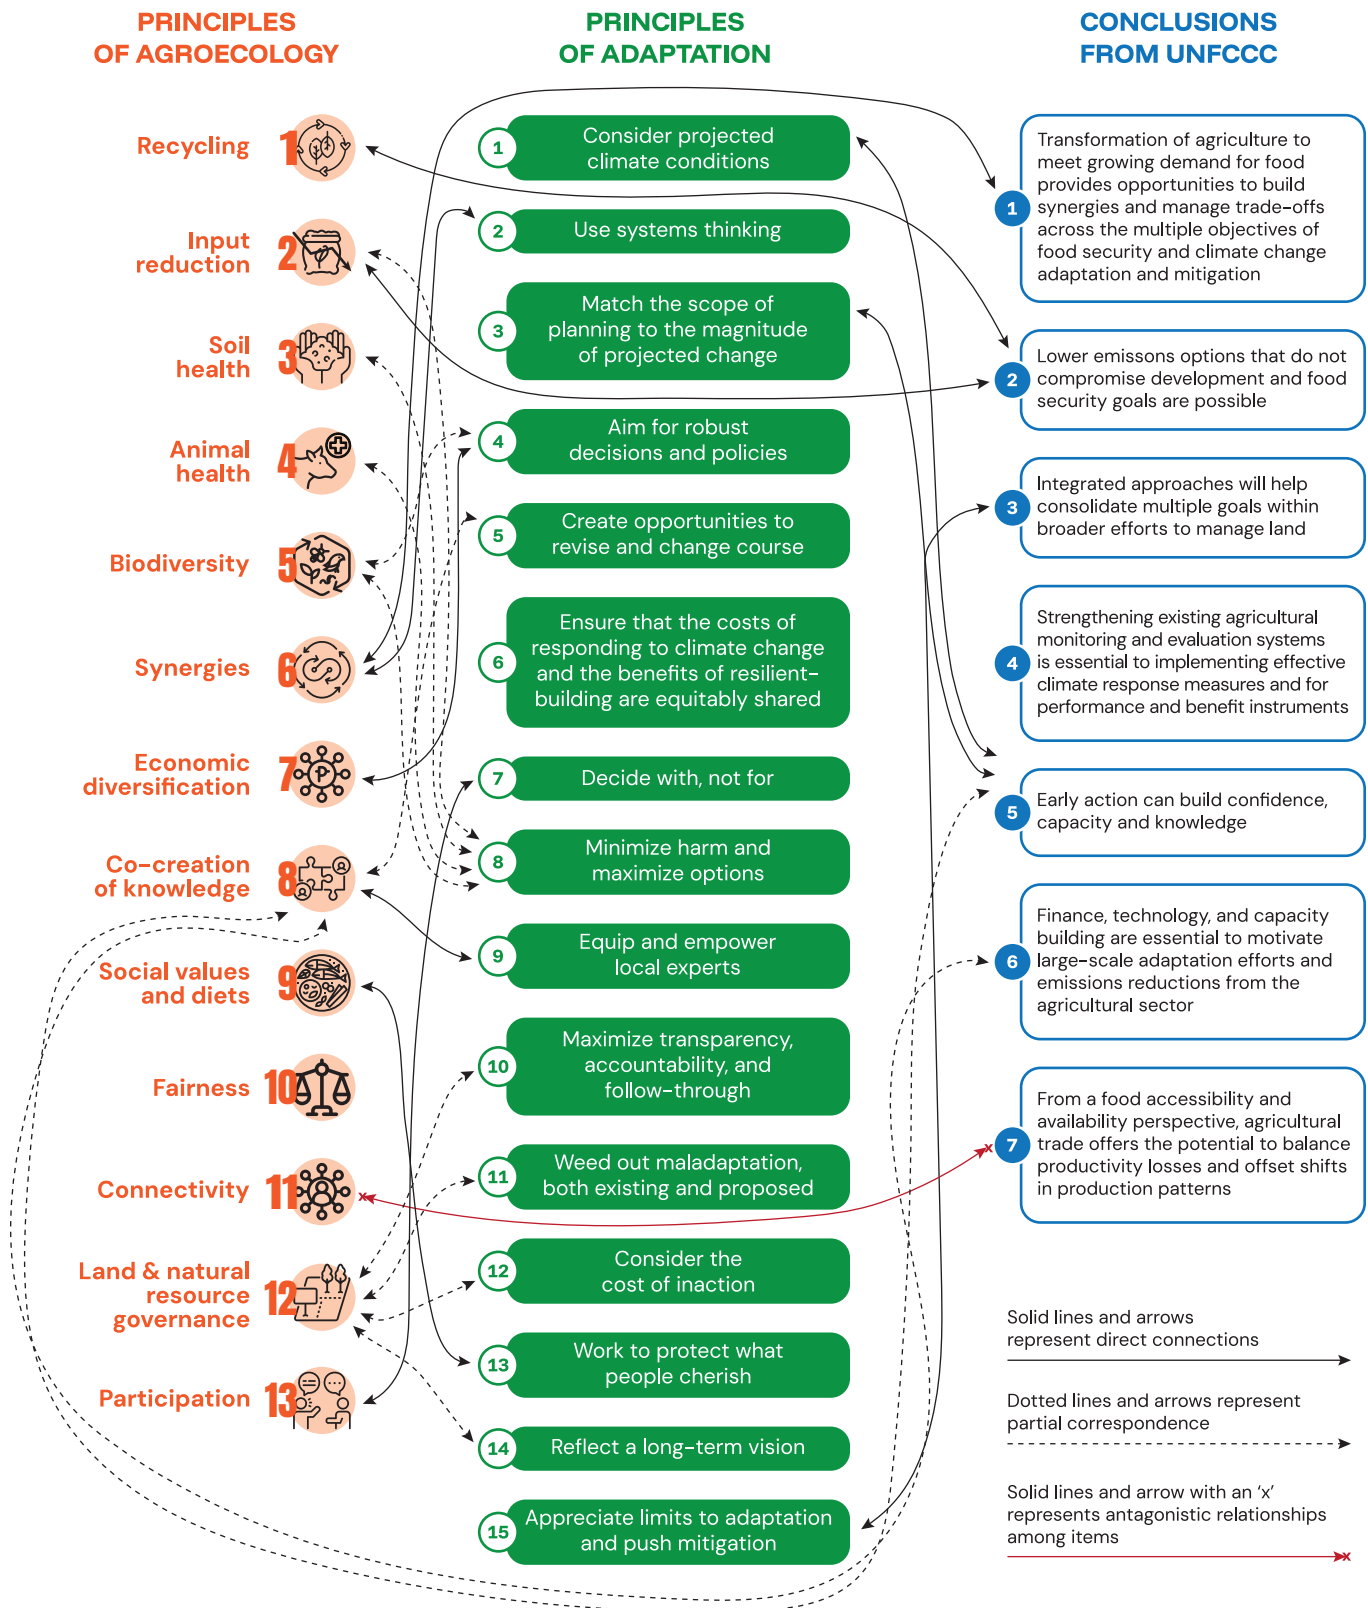 PRINCIPLES
OF AGROECOLOGY
Recycling
1
Input
reduction
2
Soil
health
3
Animal
health
4
Biodiversity
5
Synergies
6
Economic
diversification
7
Co-creation
of knowledge
8
Social values
and diets
9
Fairness
10
Connectivity
11
Land & natural
resource
governance
12
Participation
13
PRINCIPLES
OF ADAPTATION
1
Consider projected
climate conditions
2
Use systems thinking
3
Match the scope of
planning to the magnitude
of projected change
4
Aim for robust
decisions and policies
5
Create opportunities to
revise and change course
6
Ensure that the costs of
responding to climate change
and the benefits of resilient-
building are equitably shared
7
Decide with, not for
8
Minimize harm and
maximize options
9
Equip and empower
local experts
10
Maximize transparency,
accountability, and
follow-through
11
Weed out maladaptation,
both existing and proposed
12
Consider the
cost of inaction
13
Work to protect what
people cherish
14
Reflect a long-term vision
15
Appreciate limits to adaptation
and push mitigation
CONCLUSIONS
FROM UNFCCC
1
Transformation of agriculture to
meet growing demand for food
provides opportunities to build
synergies and manage trade-offs
across the multiple objectives of
food security and climate change
adaptation and mitigation
2
Lower emissons options that do not
compromise development and food
security goals are possible
3
Integrated approaches will help
consolidate multiple goals within
broader efforts to manage land
4
Strengthening existing agricultural
monitoring and evaluation systems
is essential to implementing effective
climate response measures and for
performance and benefit instruments
5
Early action can build confidence,
capacity and knowledge
6
Finance, technology, and capacity
building are essential to motivate
large-scale adaptation efforts and
emissions reductions from the
agricultural sector
7
From a food accessibility and
availability perspective, agricultural
trade offers the potential to balance
productivity losses and offset shifts
in production patterns
Solid lines and arrows
represent direct connections
Dotted lines and arrows represent
partial correspondence
Solid lines and arrow with an ‘x’
represents antagonistic relationships
among items